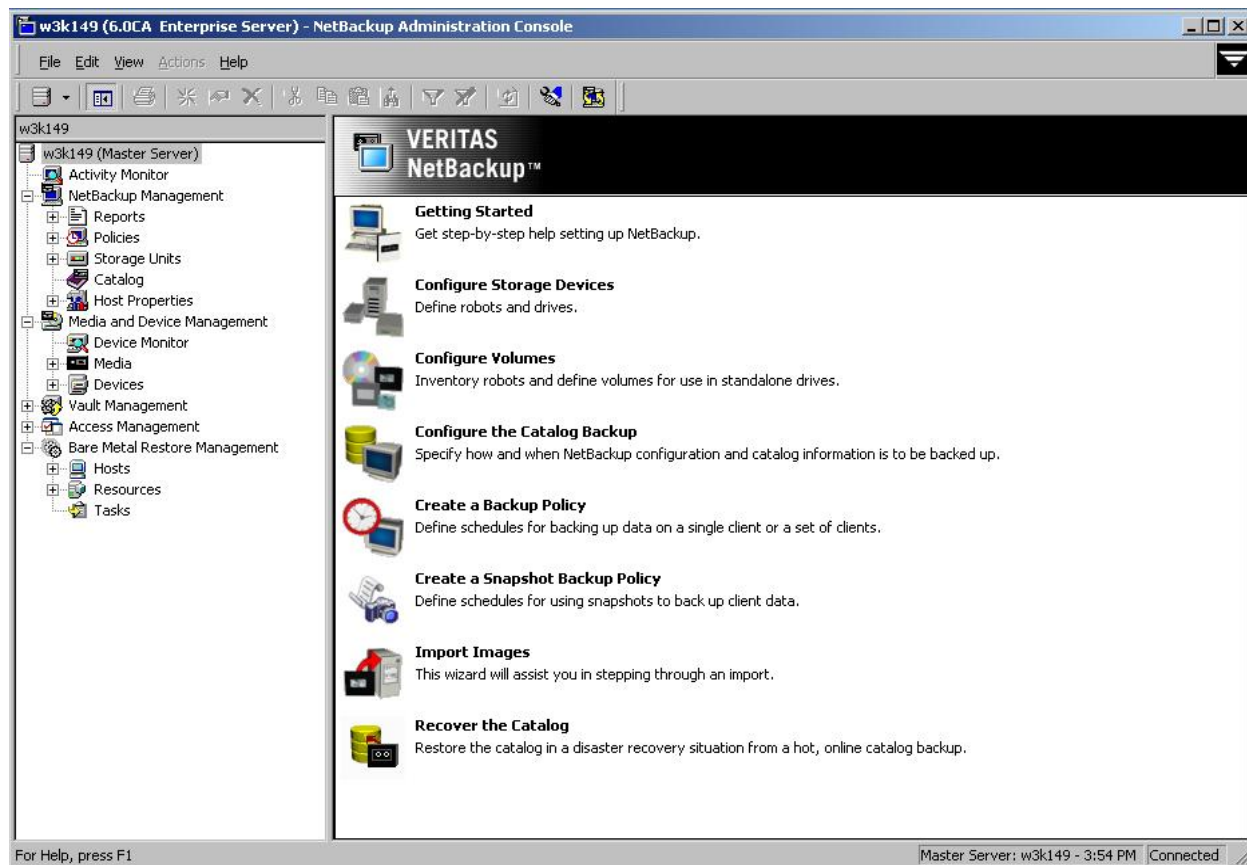 w3k149 (6.0CA Enterprise Server) - NetBackup Administration Console
File Edit View Actions Help
w3k149
w3k149 (Master Server)
Activity Monitor
NetBackup Management
Reports
Policies
Storage Units
Catalog
Host Properties
Media and Device Management
Device Monitor
Media
Devices
Vault Management
Access Management
Bare Metal Restore Management
Hosts
Resources
Tasks
VERITAS
NetBackup™
Getting Started
Get step-by-step help setting up NetBackup.
Configure Storage Devices
Define robots and drives.
Configure Volumes
Inventory robots and define volumes for use in standalone drives.
Configure the Catalog Backup
Specify how and when NetBackup configuration and catalog information is to be backed up.
Create a Backup Policy
Define schedules for backing up data on a single client or a set of clients.
Create a Snapshot Backup Policy
Define schedules for using snapshots to back up client data.
Import Images
This wizard will assist you in stepping through an import.
Recover the Catalog
Restore the catalog in a disaster recovery situation from a hot, online catalog backup.
For Help, press F1
Master Server: w3k149 - 3:54 PM Connected